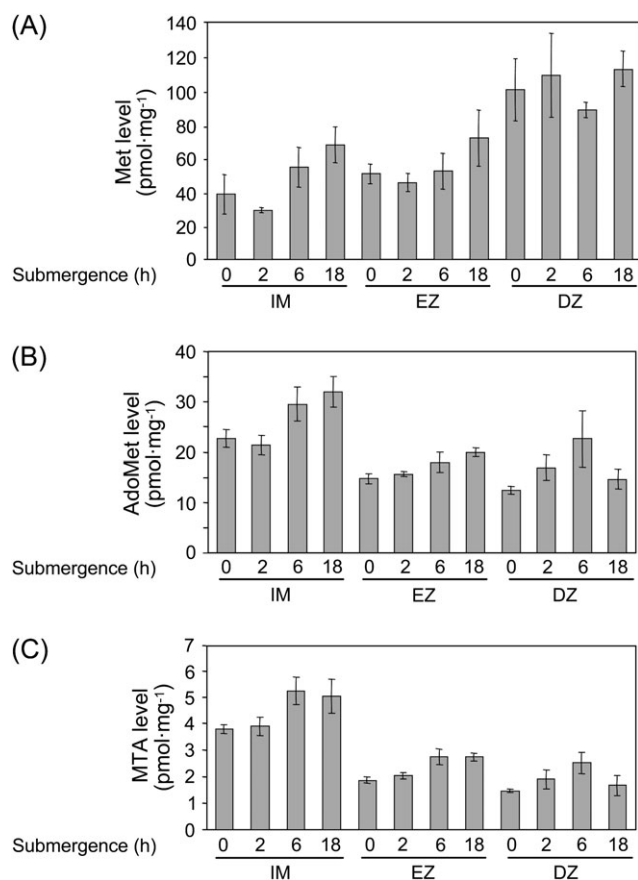 (A)
Met level
(pmol·mg-1)
140
120
100
80
60
40
20
0
Submergence (h) 0 2 6 18 0 2 6 18 0 2 6 18
IM EZ DZ
(B)
AdoMet level
(pmol·mg-1)
40
30
20
10
0
Submergence (h) 0 2 6 18 0 2 6 18 0 2 6 18
IM EZ DZ
(C)
MTA level
(pmol·mg-1)
7
6
5
4
3
2
1
0
Submergence (h) 0 2 6 18 0 2 6 18 0 2 6 18
IM EZ DZ